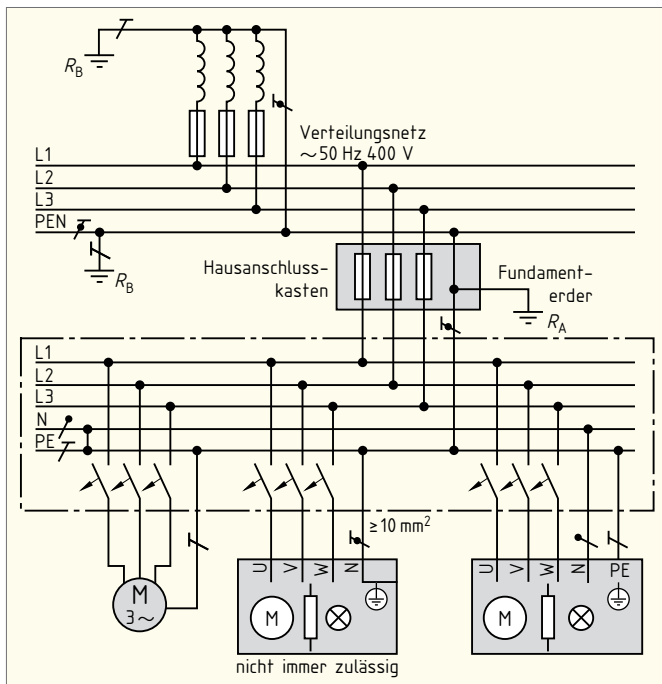 R_B
Verteilungsnetz
~50 Hz 400 V
L1
L2
L3
PEN
R_B
Hausanschluss-
kasten
Fundament-
erder
R_A
L1
L2
L3
N
PE
≥10 mm²
U V W N
U V W N PE
M
3~
M
M
nicht immer zulässig